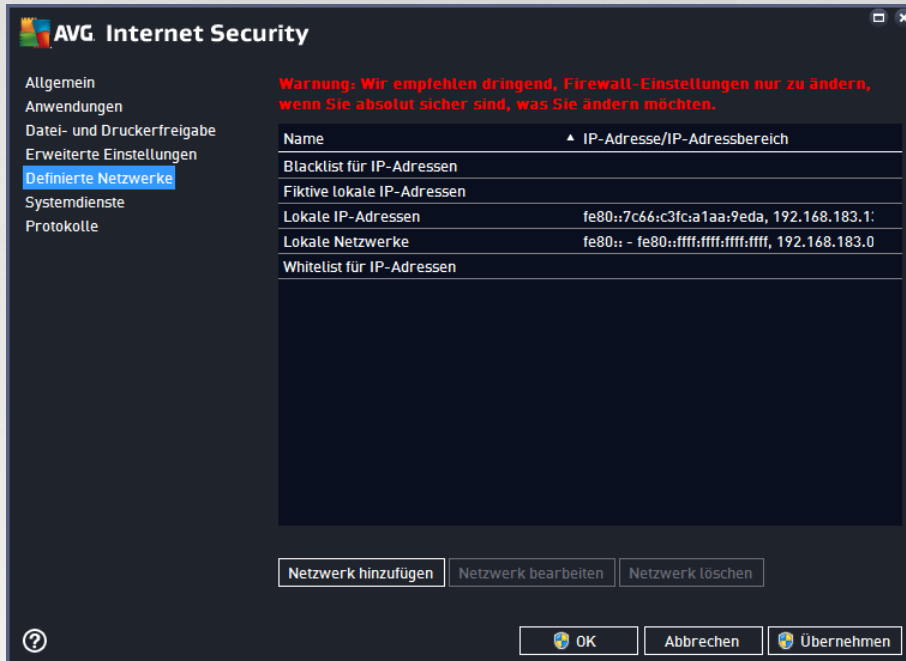 AVG Internet Security
Allgemein
Anwendungen
Datei- und Druckerfreigabe
Erweiterte Einstellungen
Definierte Netzwerke
Systemdienste
Protokolle
Warnung: Wir empfehlen dringend, Firewall-Einstellungen nur zu ändern,
wenn Sie absolut sicher sind, was Sie ändern möchten.
Name IP-Adresse/IP-Adressbereich
Blacklist für IP-Adressen
Fiktive lokale IP-Adressen
Lokale IP-Adressen fe80::7c66:c3fc:a1aa:9eda, 192.168.183.1
Lokale Netzwerke fe80:: - fe80::ffff:ffff:ffff:ffff, 192.168.183.0
Whitelist für IP-Adressen
Netzwerk hinzufügen Netzwerk bearbeiten Netzwerk löschen
? OK Abbrechen Übernehmen